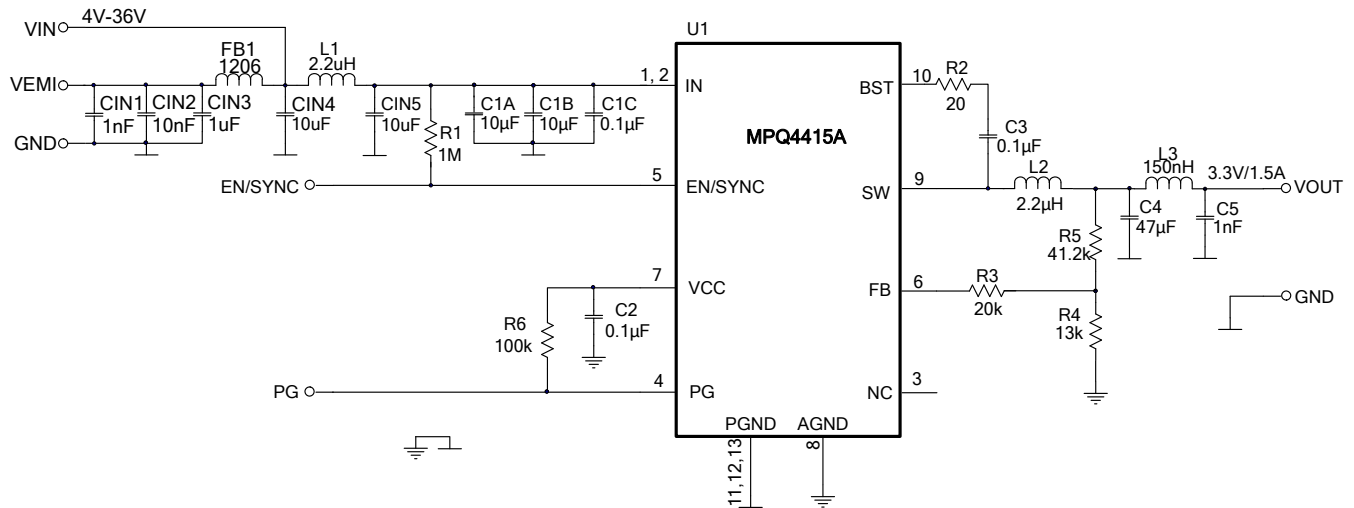 U1
VIN
4V-36V
FB1
1206
L1
2.2uH
VEMI
1, 2
IN
CIN1
1nF
CIN2
10nF
CIN3
1uF
CIN4
10uF
CIN5
10uF
R1
1M
C1A
10µF
C1B
10µF
C1C
0.1µF
GND
EN/SYNC
5
EN/SYNC
7
VCC
R6
100k
C2
0.1µF
PG
4
PG
MPQ4415A
BST
10
R2
20
C3
0.1µF
SW
9
L2
2.2µH
L3
150nH
3.3V/1.5A
VOUT
C4
47µF
C5
1nF
R5
41.2k
FB
6
R3
20k
R4
13k
GND
NC
3
PGND
AGND
11,12,13
8